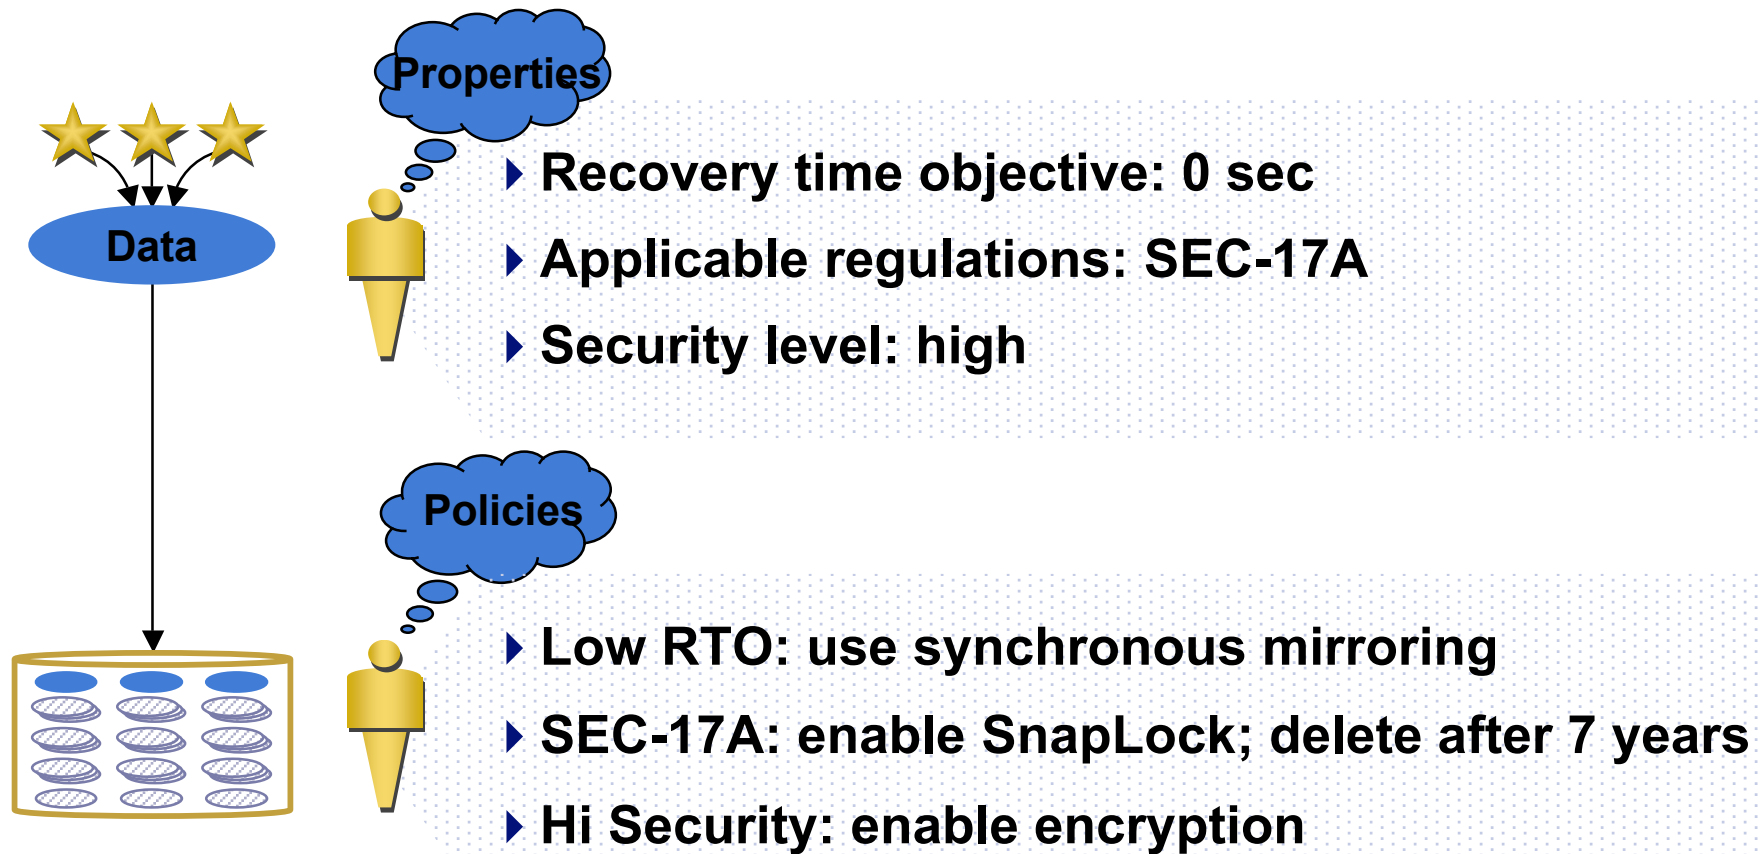 Properties
Data
Recovery time objective: 0 sec
Applicable regulations: SEC-17A
Security level: high
Policies
Low RTO: use synchronous mirroring
SEC-17A: enable SnapLock; delete after 7 years
Hi Security: enable encryption